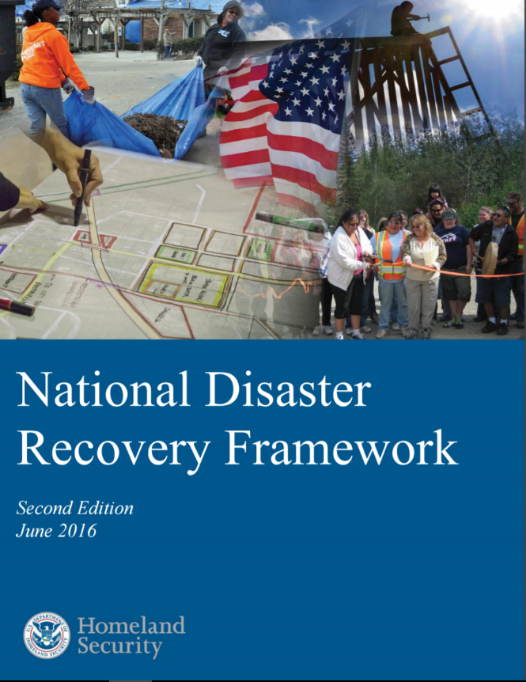 National Disaster
Recovery Framework
Second Edition
June 2016
Homeland
Security